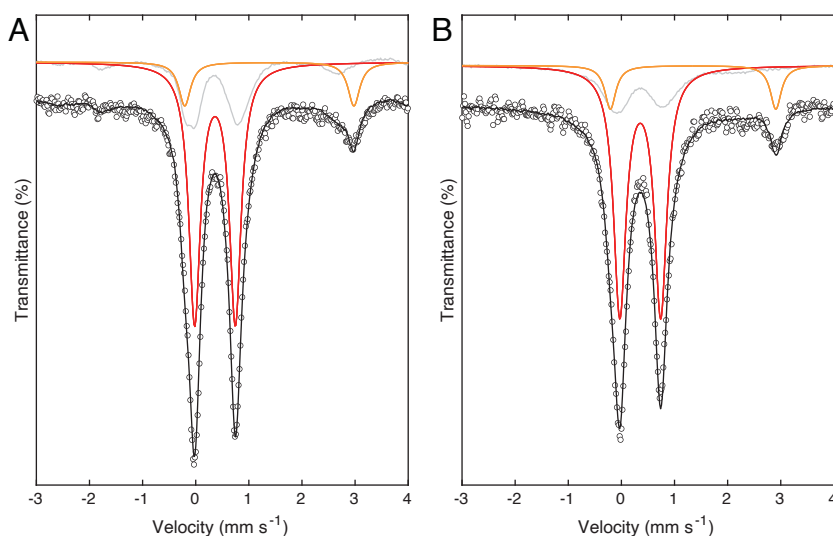 A
Transmittance (%)
-3 -2 -1 0 1 2 3 4
Velocity (mm s⁻¹)
B
Transmittance (%)
-3 -2 -1 0 1 2 3 4
Velocity (mm s⁻¹)